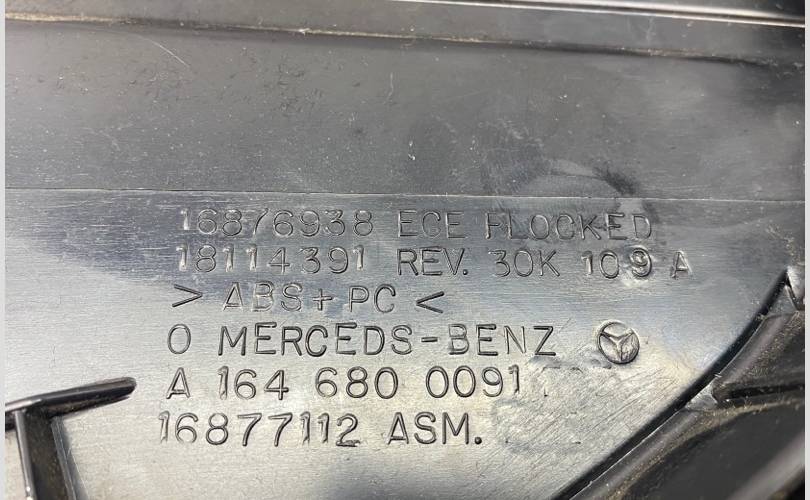 16876938 ECE FLOCKED
18114391 REV. 30K 109 A
> ABS+PC <
O MERCEDS-BENZ
A 164 680 0091
16877112 ASM.